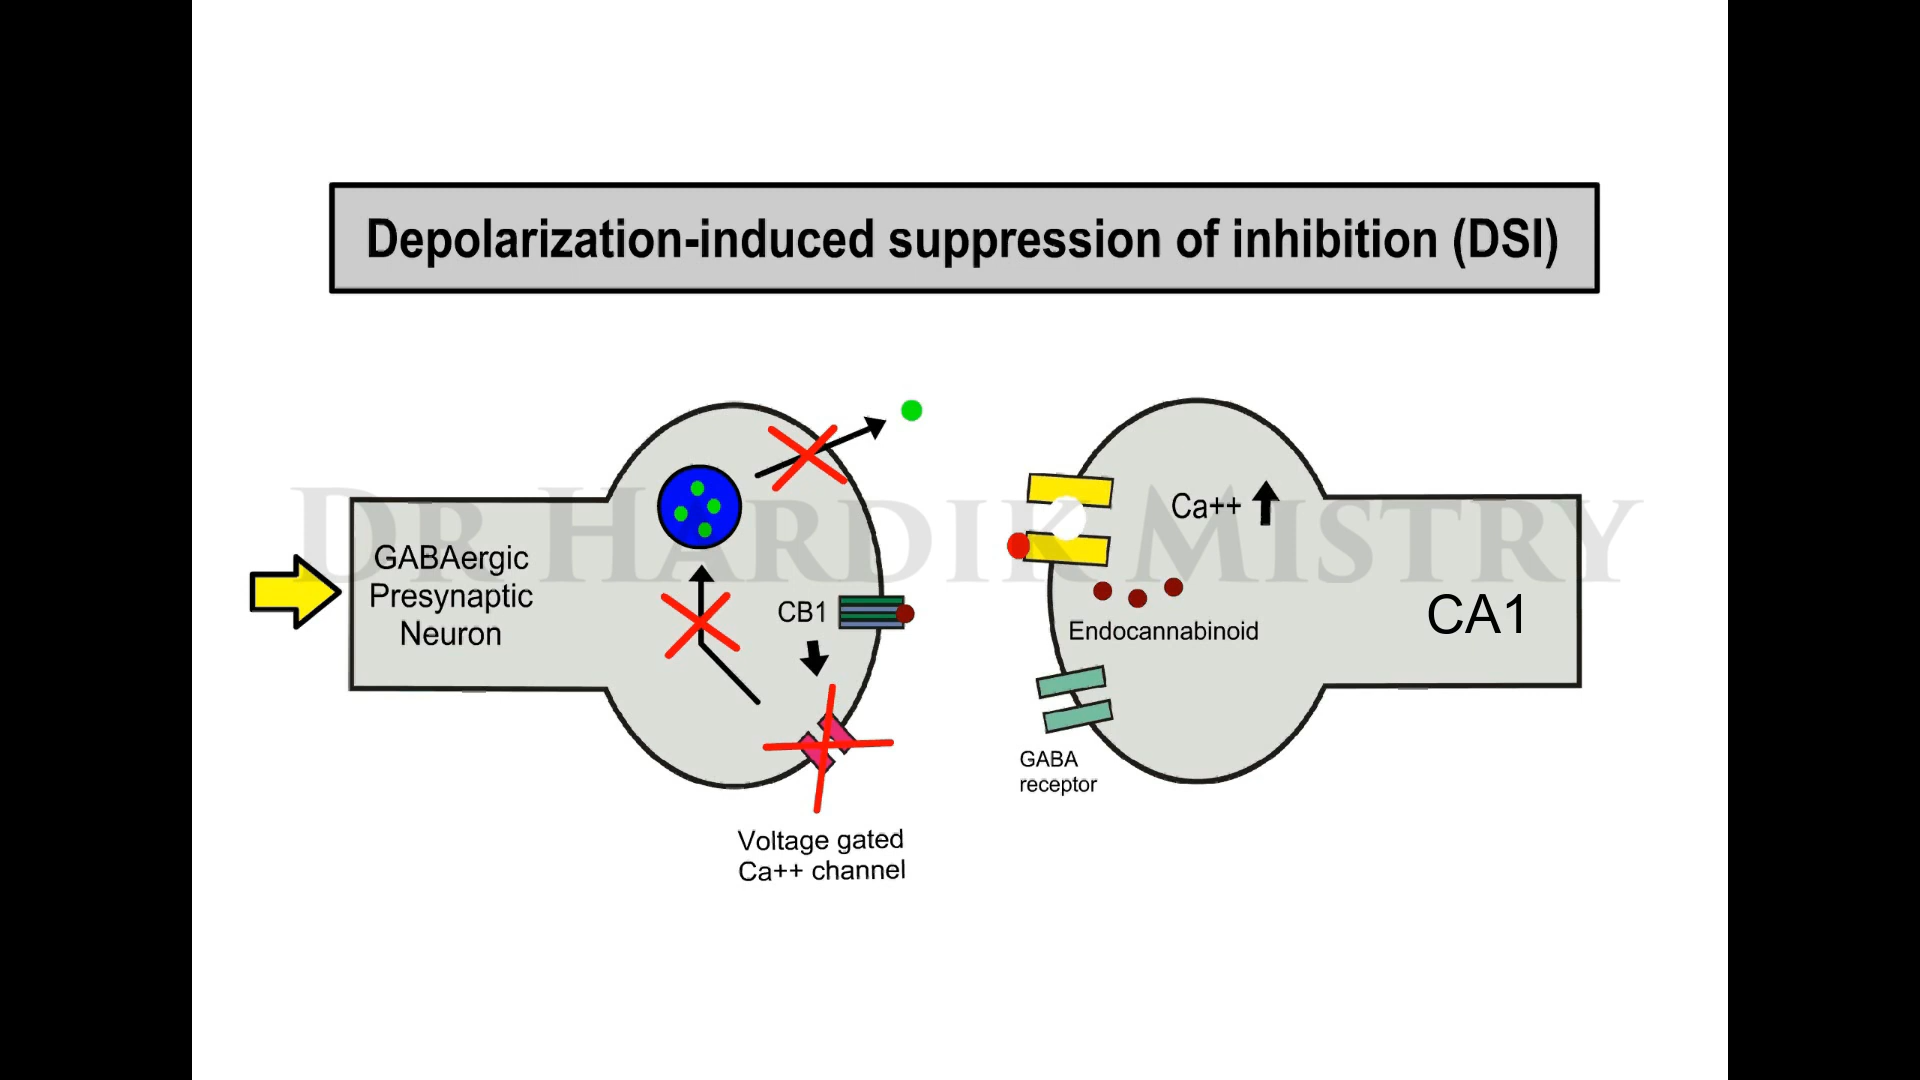 Depolarization-induced suppression of inhibition (DSI)
DR HARDIK MISTRY
GABAergic
Presynaptic
Neuron
CB1
Ca++
Endocannabinoid
CA1
GABA
receptor
Voltage gated
Ca++ channel